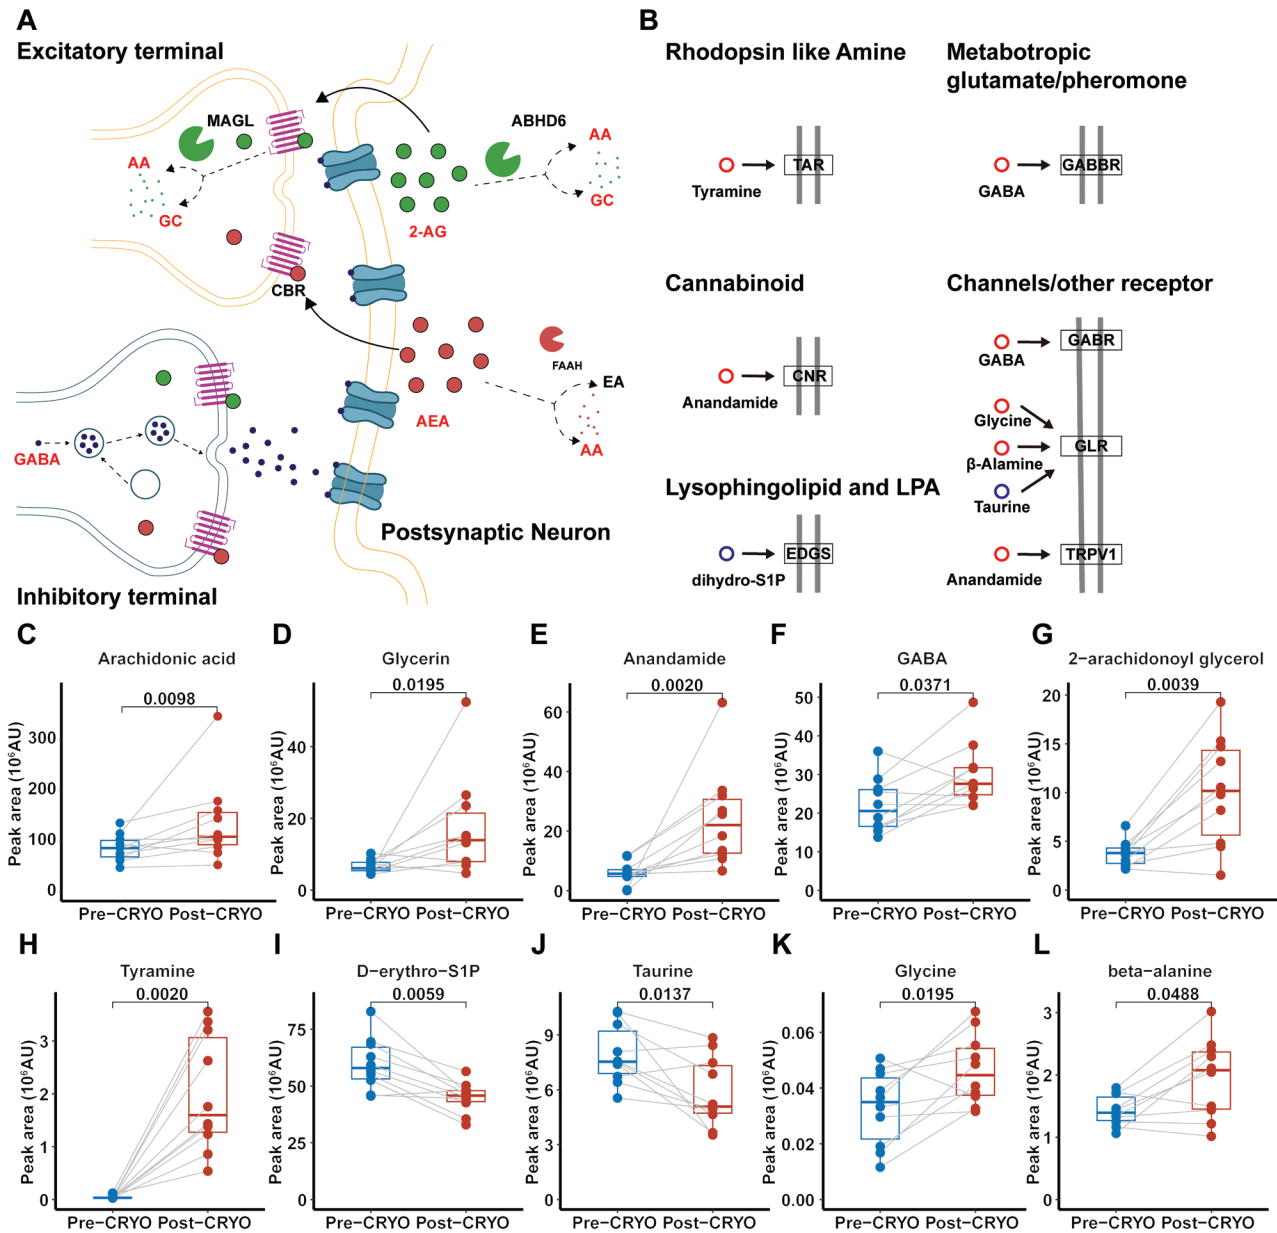 A
Excitatory terminal
MAGL
ABHD6
AA
AA
GC
GC
2-AG
CBR
FAAH
EA
AEA
AA
GABA
Postsynaptic Neuron
Inhibitory terminal
B
Rhodopsin like Amine
Tyramine
TAR
Metabotropic
glutamate/pheromone
GABA
GABBR
Cannabinoid
Anandamide
CNR
Channels/other receptor
GABA
GABR
Glycine
β-Alamine
GLR
Taurine
Anandamide
TRPV1
Lysophingolipid and LPA
dihydro-S1P
EDGS
C
Arachidonic acid
0.0098
Peak area (10⁶AU)
300
200
100
0
Pre−CRYO Post−CRYO
D
Glycerin
0.0195
Peak area (10⁶AU)
40
20
0
Pre−CRYO Post−CRYO
E
Anandamide
0.0020
Peak area (10⁶AU)
60
40
20
0
Pre−CRYO Post−CRYO
F
GABA
0.0371
Peak area (10⁶AU)
50
40
30
20
10
0
Pre−CRYO Post−CRYO
G
2−arachidonoyl glycerol
0.0039
Peak area (10⁶AU)
20
15
10
5
0
Pre−CRYO Post−CRYO
H
Tyramine
0.0020
Peak area (10⁶AU)
3
2
1
0
Pre−CRYO Post−CRYO
I
D−erythro−S1P
0.0059
Peak area (10⁶AU)
75
50
25
0
Pre−CRYO Post−CRYO
J
Taurine
0.0137
Peak area (10⁶AU)
9
6
3
0
Pre−CRYO Post−CRYO
K
Glycine
0.0195
Peak area (10⁶AU)
0.06
0.04
0.02
0.00
Pre−CRYO Post−CRYO
L
beta−alanine
0.0488
Peak area (10⁶AU)
3
2
1
0
Pre−CRYO Post−CRYO